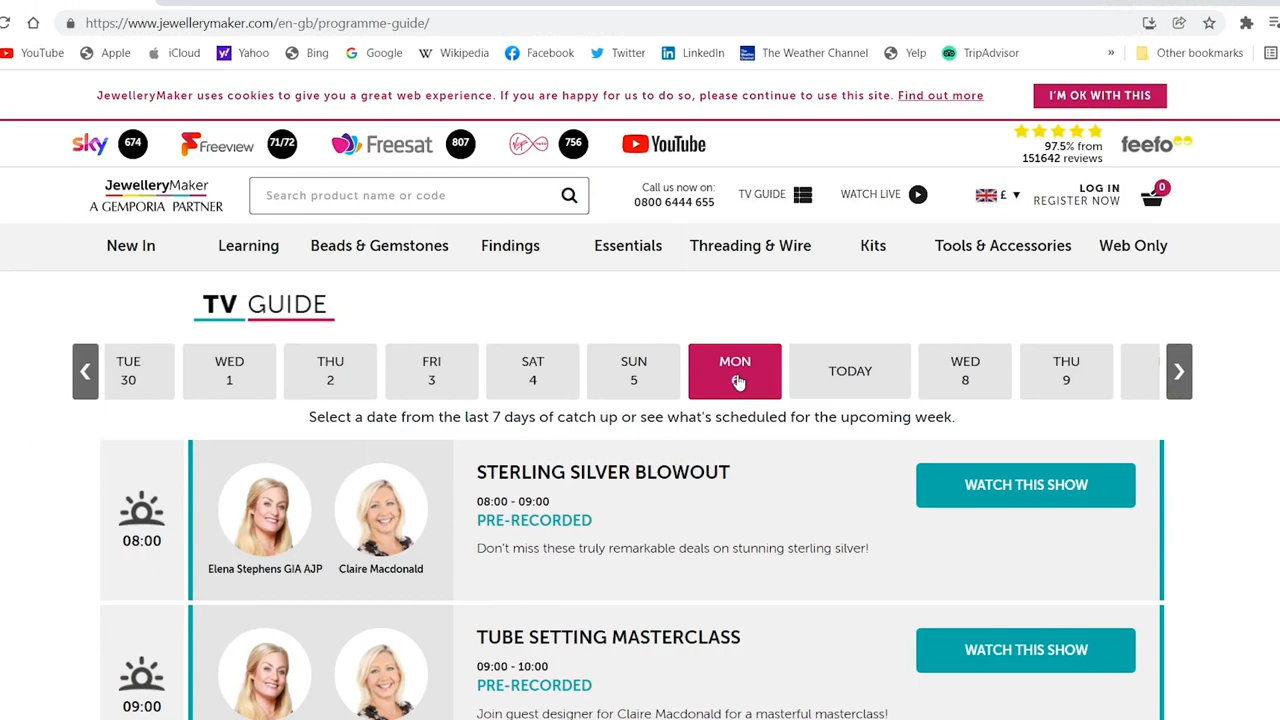 https://www.jewellerymaker.com/en-gb/programme-guide/
YouTube Apple iCloud Yahoo Bing Google Wikipedia Facebook Twitter LinkedIn The Weather Channel Yelp TripAdvisor » Other bookmarks
JewelleryMaker uses cookies to give you a great web experience. If you are happy for us to do so, please continue to use this site. Find out more
I'M OK WITH THIS
sky 674 Freeview 71/72 Freesat 807 756 YouTube
97.5% from
151642 reviews
feefo
JewelleryMaker
A GEMPORIA PARTNER
Search product name or code
Call us now on:
0800 6444 655
TV GUIDE
WATCH LIVE
£ ▼
LOG IN
REGISTER NOW
0
New In Learning Beads & Gemstones Findings Essentials Threading & Wire Kits Tools & Accessories Web Only
TV GUIDE
TUE WED THU FRI SAT SUN MON TODAY WED THU
30 1 2 3 4 5 8 9
Select a date from the last 7 days of catch up or see what's scheduled for the upcoming week.
08:00
Elena Stephens GIA AJP
Claire Macdonald
STERLING SILVER BLOWOUT
08:00 - 09:00
PRE-RECORDED
Don't miss these truly remarkable deals on stunning sterling silver!
WATCH THIS SHOW
09:00
TUBE SETTING MASTERCLASS
09:00 - 10:00
PRE-RECORDED
Join guest designer for Claire Macdonald for a masterful masterclass!
WATCH THIS SHOW